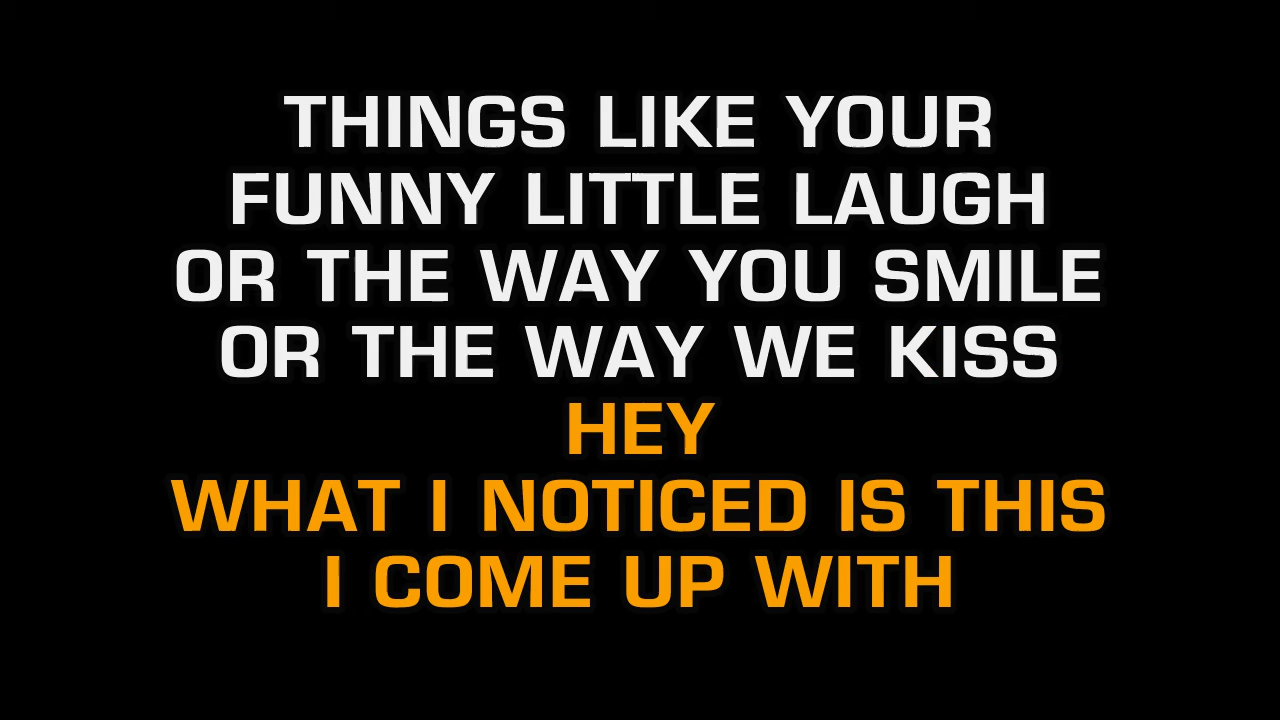 THINGS LIKE YOUR
FUNNY LITTLE LAUGH
OR THE WAY YOU SMILE
OR THE WAY WE KISS
HEY
WHAT I NOTICED IS THIS
I COME UP WITH